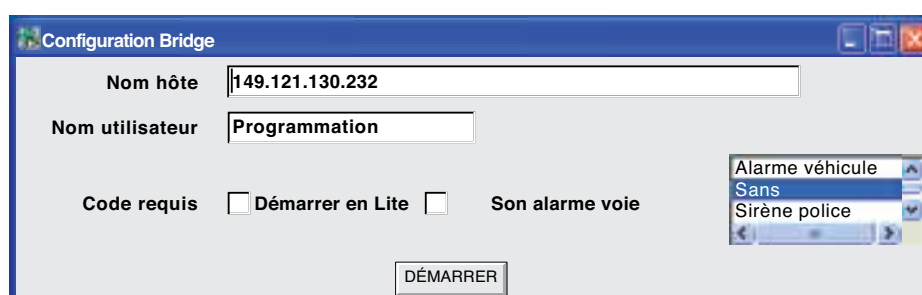 Configuration Bridge
Nom hôte 149.121.130.232
Nom utilisateur Programmation
Alarme véhicule
Code requis Démarrer en Lite Son alarme voie Sans
Sirène police
DÉMARRER